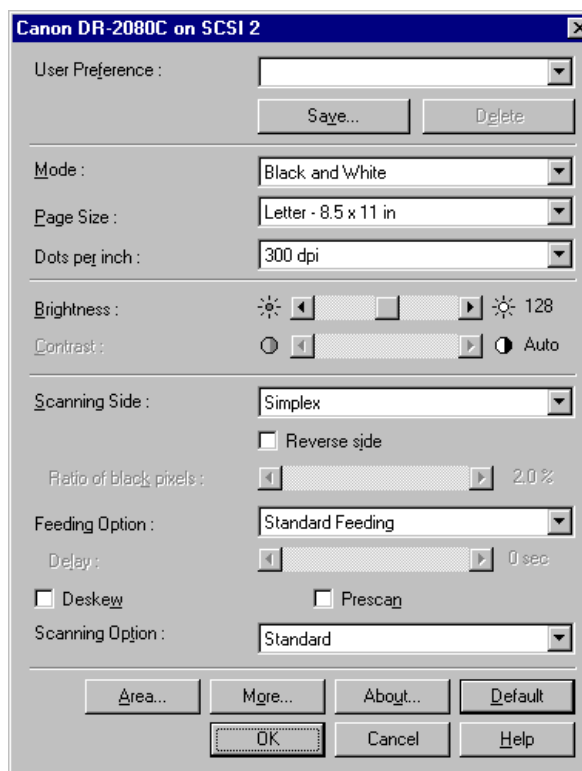 Canon DR-2080C on SCSI 2
User Preference :
Save... Delete
Mode : Black and White
Page Size : Letter - 8.5 x 11 in
Dots per inch : 300 dpi
Brightness : 128
Contrast : Auto
Scanning Side : Simplex
Reverse side
Ratio of black pixels : 2.0 %
Feeding Option : Standard Feeding
Delay : 0 sec
Deskew Prescan
Scanning Option : Standard
Area... More... About... Default
OK Cancel Help